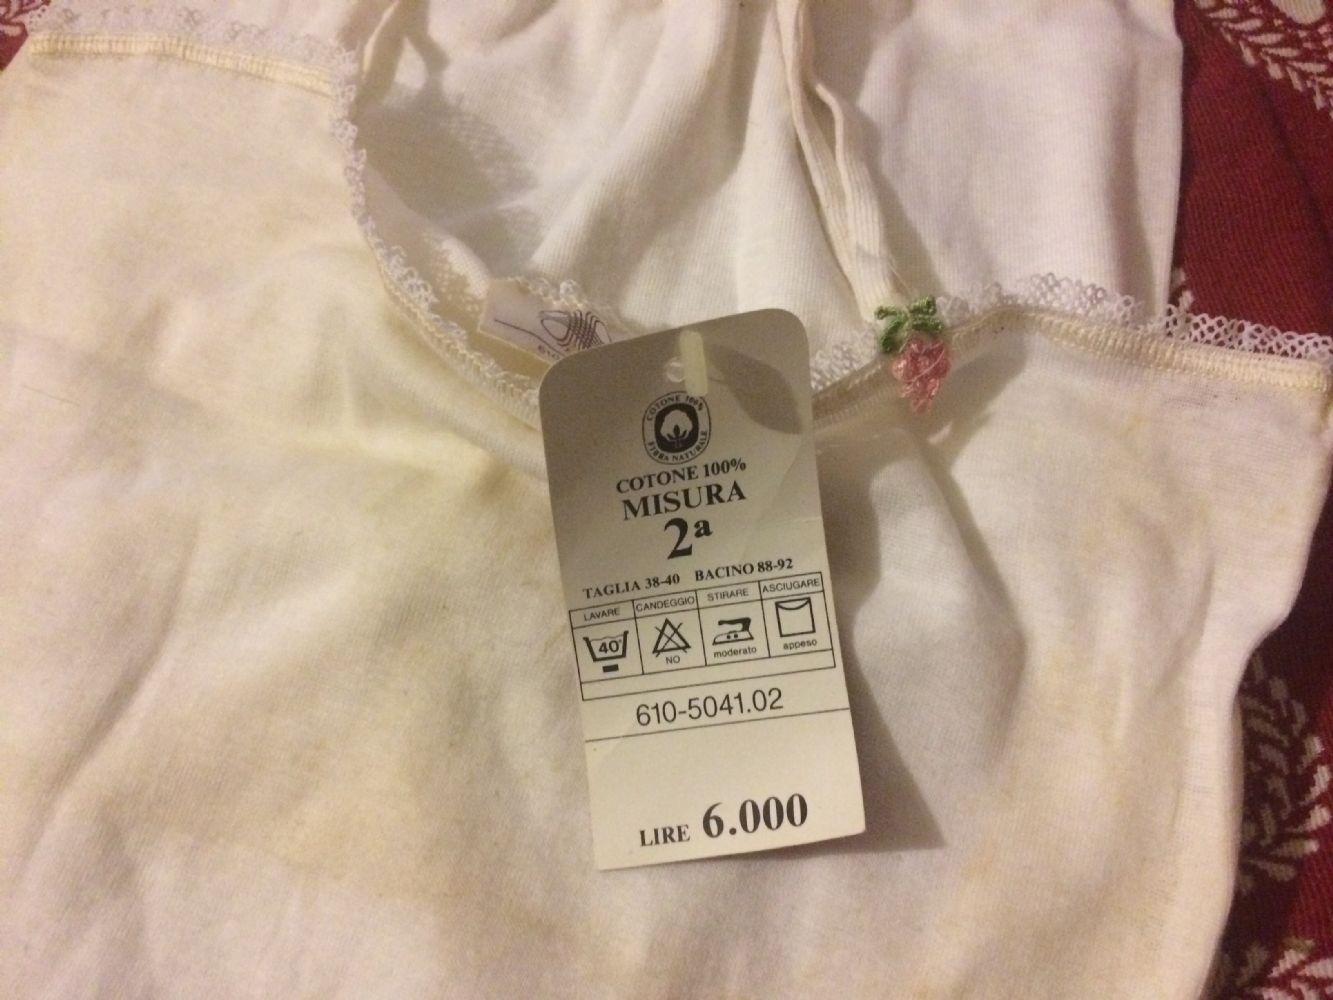 COTONE 100%
FIBRA NATURALE
COTONE 100%
MISURA
2ª
TAGLIA 38-40 BACINO 88-92
LAVARE CANDEGGIO STIRARE ASCIUGARE
40°
NO moderato appeso
610-5041.02
LIRE 6.000